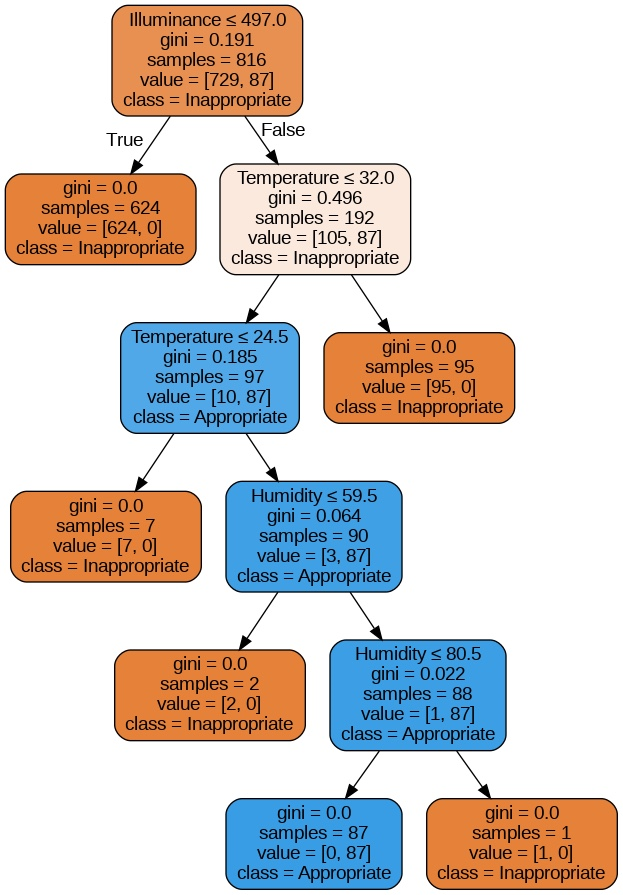 Illuminance ≤ 497.0
gini = 0.191
samples = 816
value = [729, 87]
class = Inappropriate
True
False
gini = 0.0
samples = 624
value = [624, 0]
class = Inappropriate
Temperature ≤ 32.0
gini = 0.496
samples = 192
value = [105, 87]
class = Inappropriate
Temperature ≤ 24.5
gini = 0.185
samples = 97
value = [10, 87]
class = Appropriate
gini = 0.0
samples = 95
value = [95, 0]
class = Inappropriate
gini = 0.0
samples = 7
value = [7, 0]
class = Inappropriate
Humidity ≤ 59.5
gini = 0.064
samples = 90
value = [3, 87]
class = Appropriate
gini = 0.0
samples = 2
value = [2, 0]
class = Inappropriate
Humidity ≤ 80.5
gini = 0.022
samples = 88
value = [1, 87]
class = Appropriate
gini = 0.0
samples = 87
value = [0, 87]
class = Appropriate
gini = 0.0
samples = 1
value = [1, 0]
class = Inappropriate